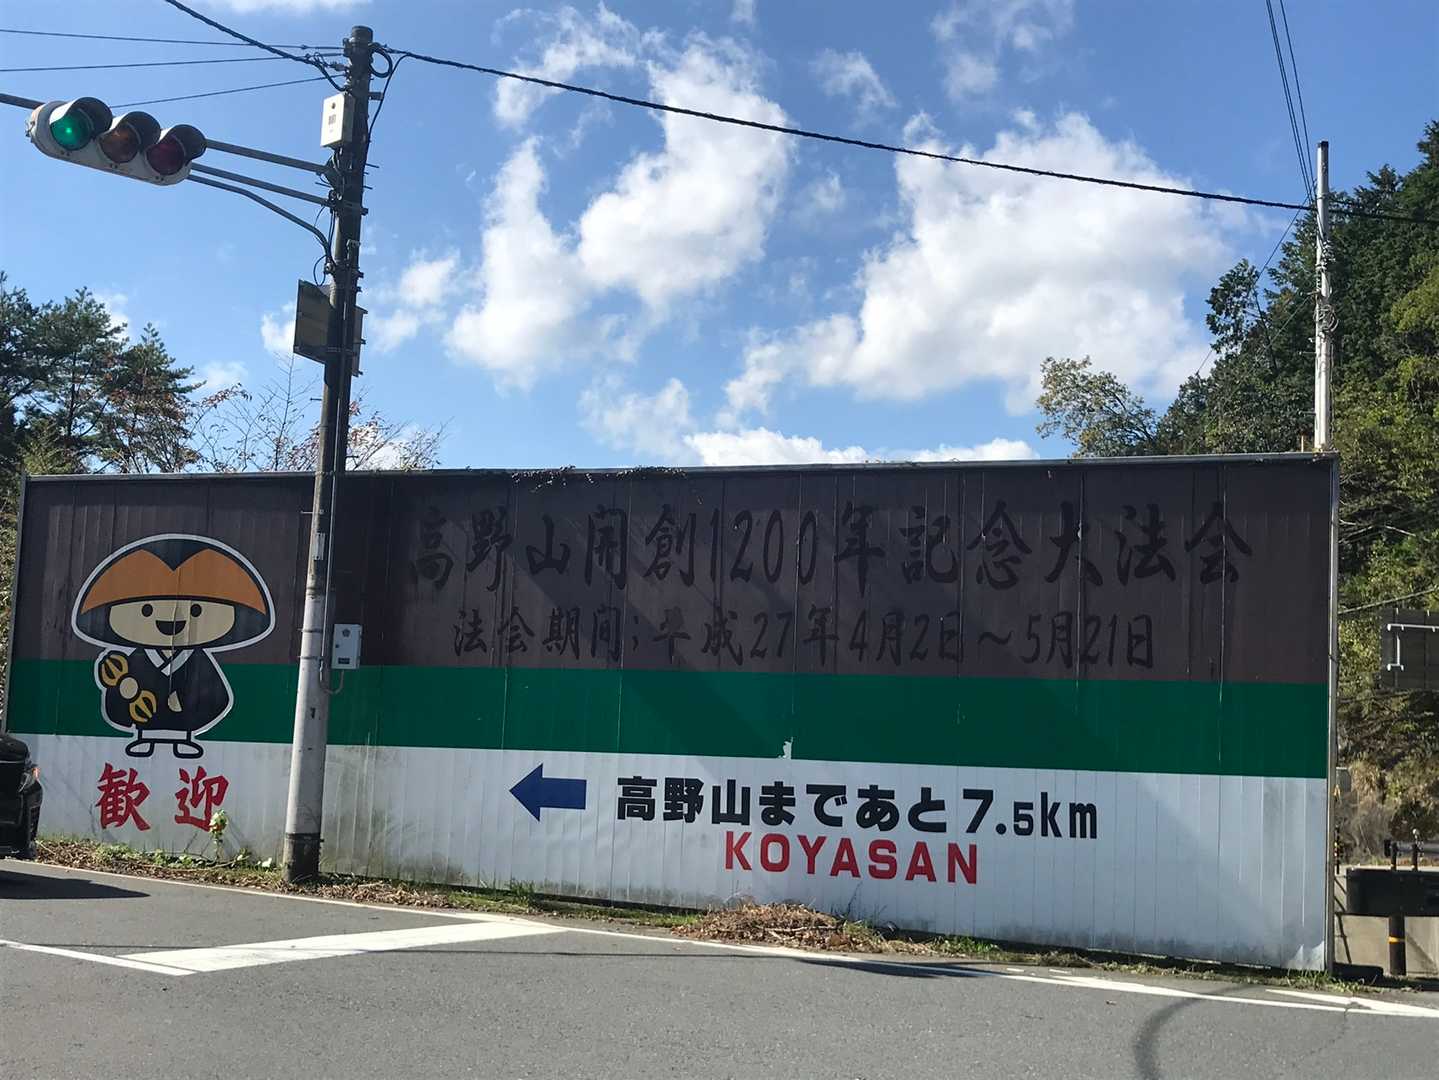 高野山開創1200年記念大法会
法会期間;平成27年4月2日～5月21日
歓迎
高野山まであと7.5km
KOYASAN